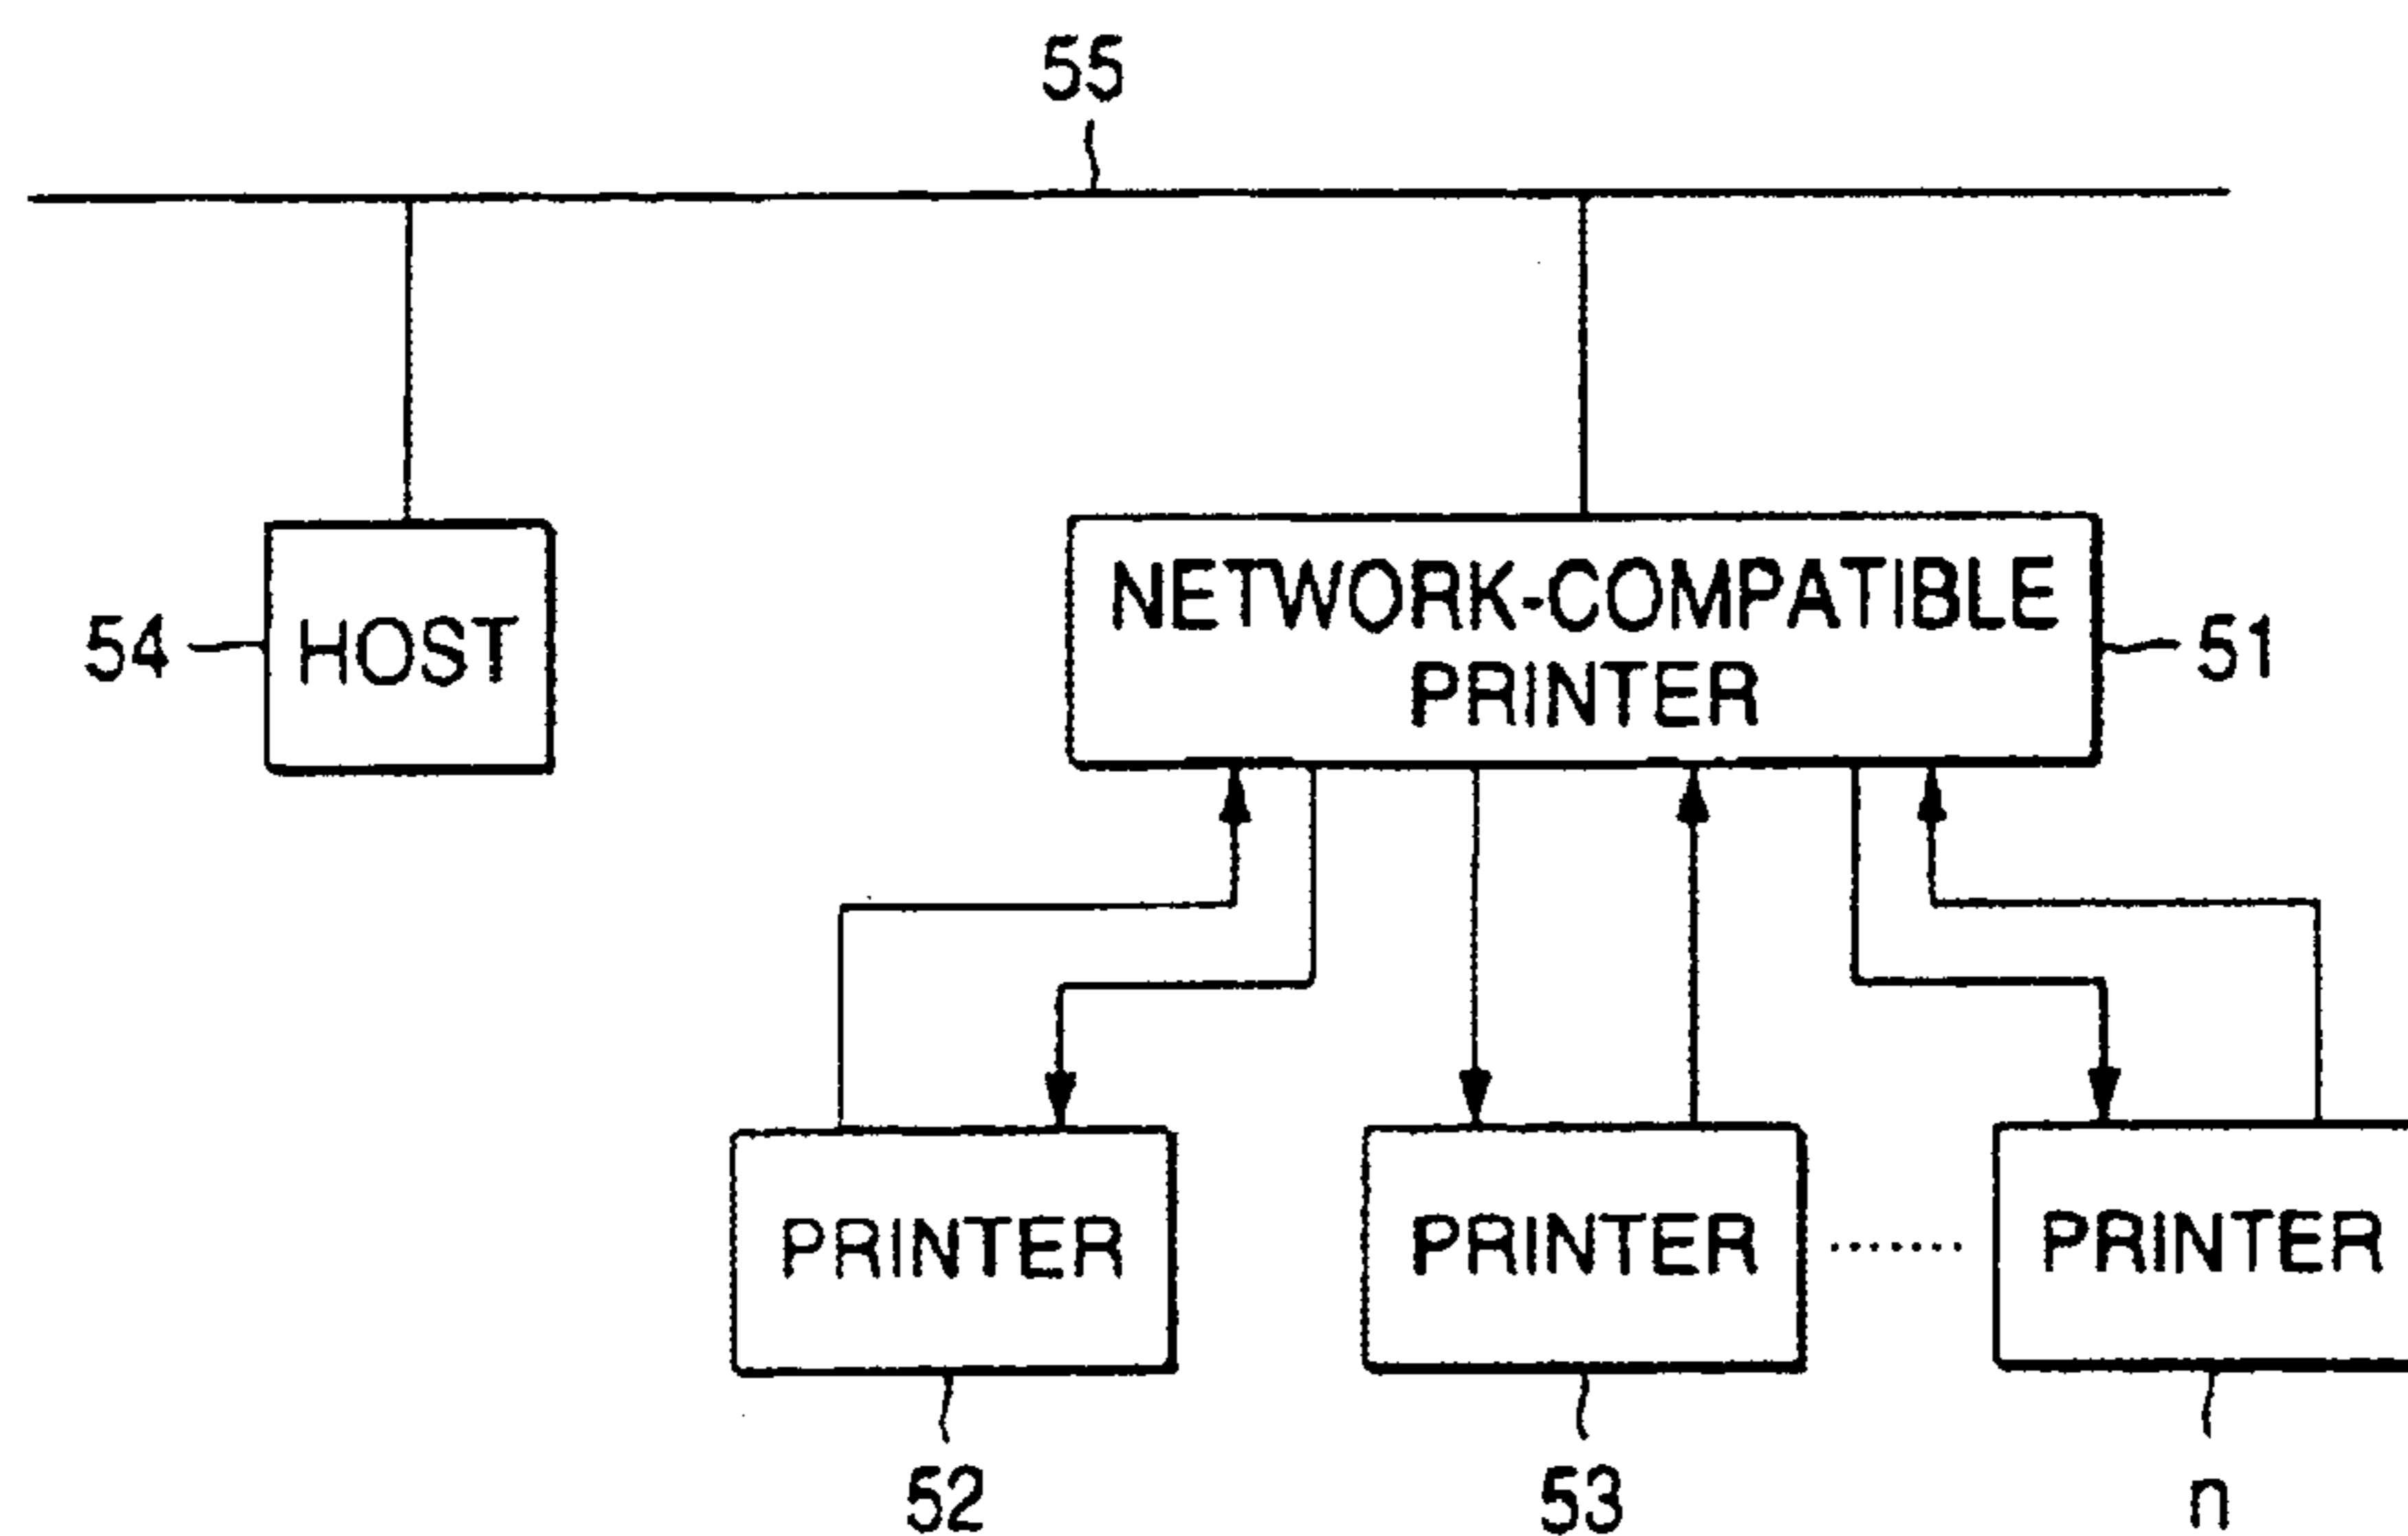 55
54
HOST
NETWORK-COMPATIBLE
PRINTER
51
PRINTER
PRINTER
PRINTER
52
53
n